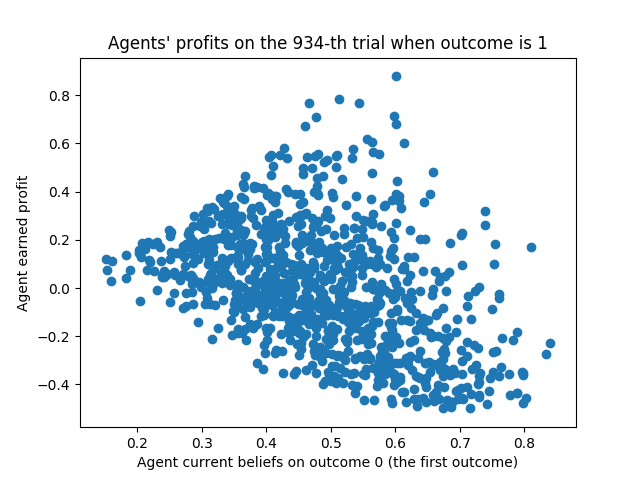 Agents' profits on the 934-th trial when outcome is 1
0.8
0.6
0.4
0.2
0.0
−0.2
−0.4
Agent earned profit
0.2 0.3 0.4 0.5 0.6 0.7 0.8
Agent current beliefs on outcome 0 (the first outcome)